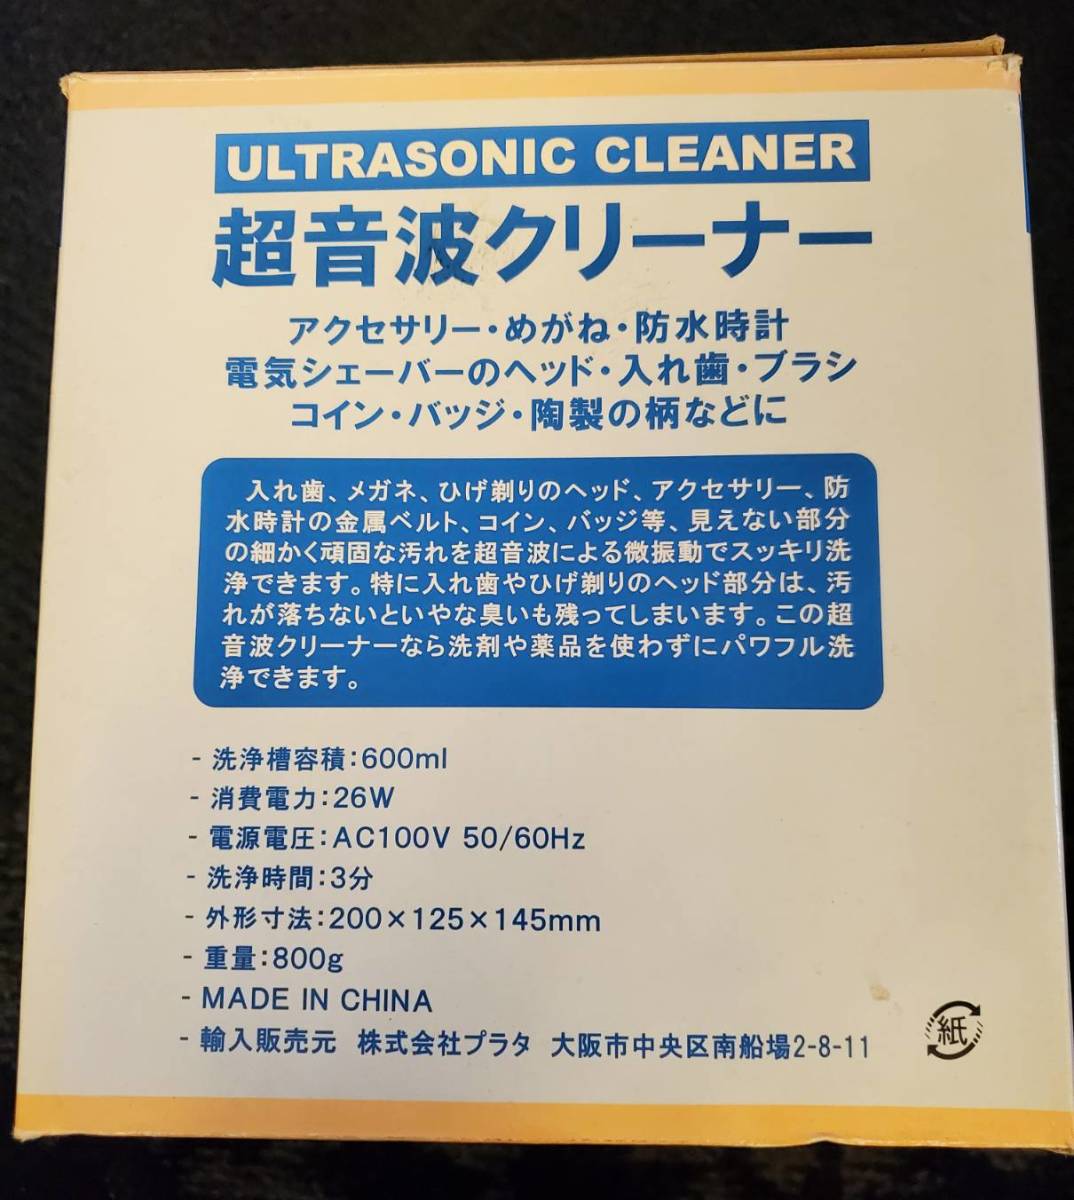 ULTRASONIC CLEANER
超音波クリーナー
アクセサリー・めがね・防水時計
電気シェーバーのヘッド・入れ歯・ブラシ
コイン・バッジ・陶製の柄などに
入れ歯、メガネ、ひげ剃りのヘッド、アクセサリー、防
水時計の金属ベルト、コイン、バッジ等、見えない部分
の細かく頑固な汚れを超音波による微振動でスッキリ洗
浄できます。特に入れ歯やひげ剃りのヘッド部分は、汚
れが落ちないといやな臭いも残ってしまいます。この超
音波クリーナーなら洗剤や薬品を使わずにパワフル洗
浄できます。
- 洗浄槽容積：600ml
- 消費電力：26W
- 電源電圧：AC100V 50/60Hz
- 洗浄時間：3分
- 外形寸法：200×125×145mm
- 重量：800g
- MADE IN CHINA
- 輸入販売元 株式会社プラタ 大阪市中央区南船場2-8-11
紙